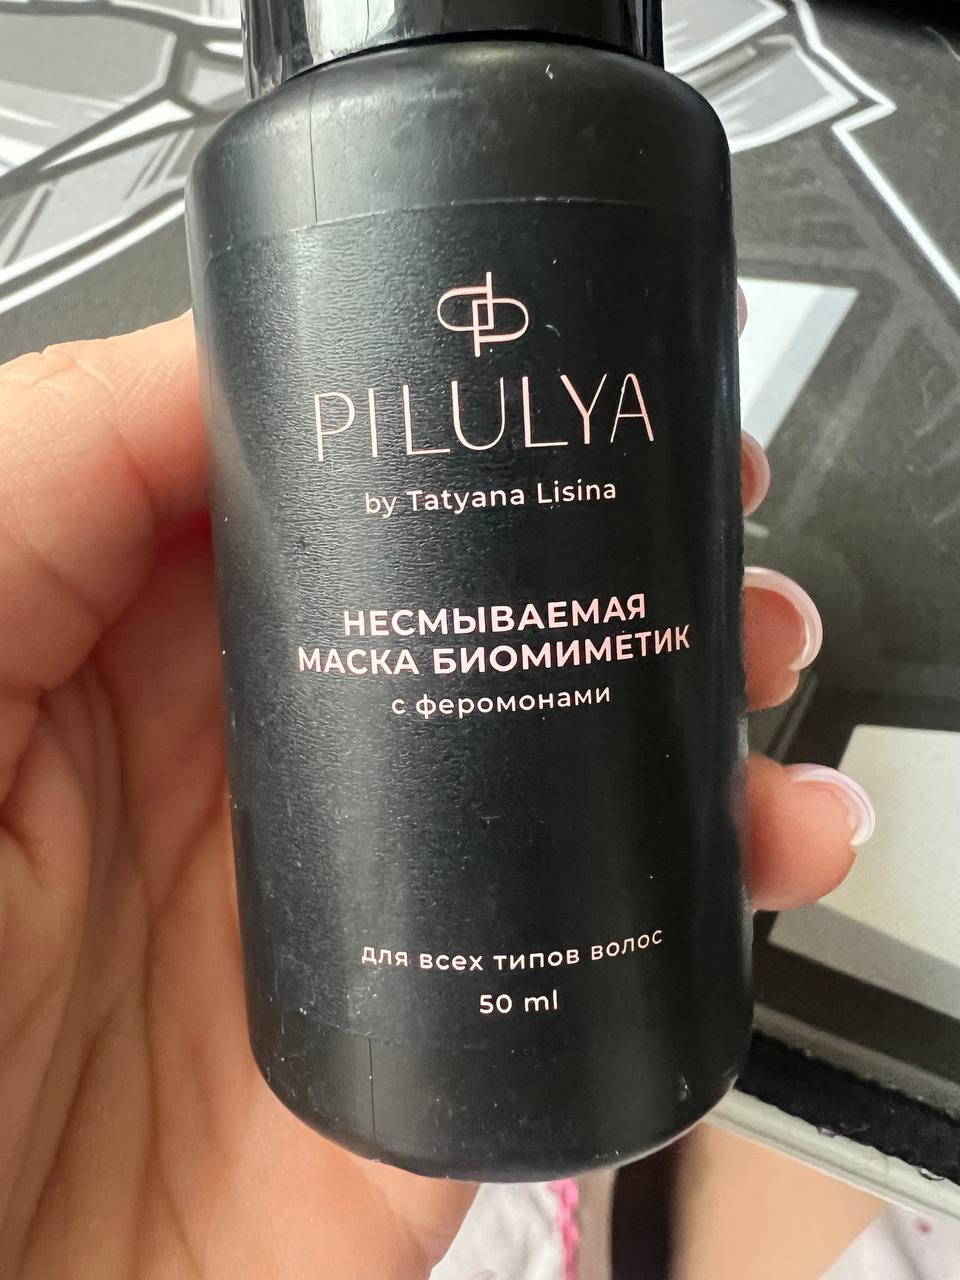 PILULYA
by Tatyana Lisina
НЕСМЫВАЕМАЯ
МАСКА БИОМИМЕТИК
с феромонами
для всех типов волос
50 ml